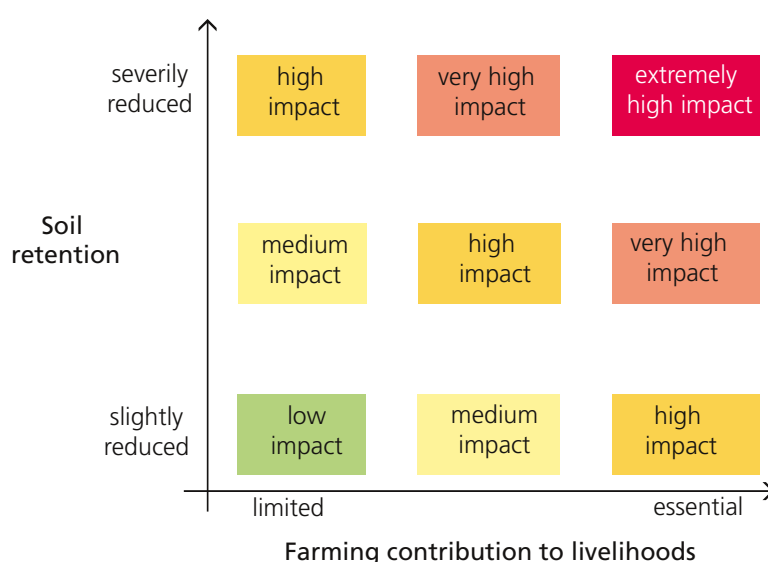 severily
reduced
high
impact
very high
impact
extremely
high impact
Soil
retention
medium
impact
high
impact
very high
impact
slightly
reduced
low
impact
medium
impact
high
impact
limited
essential
Farming contribution to livelihoods